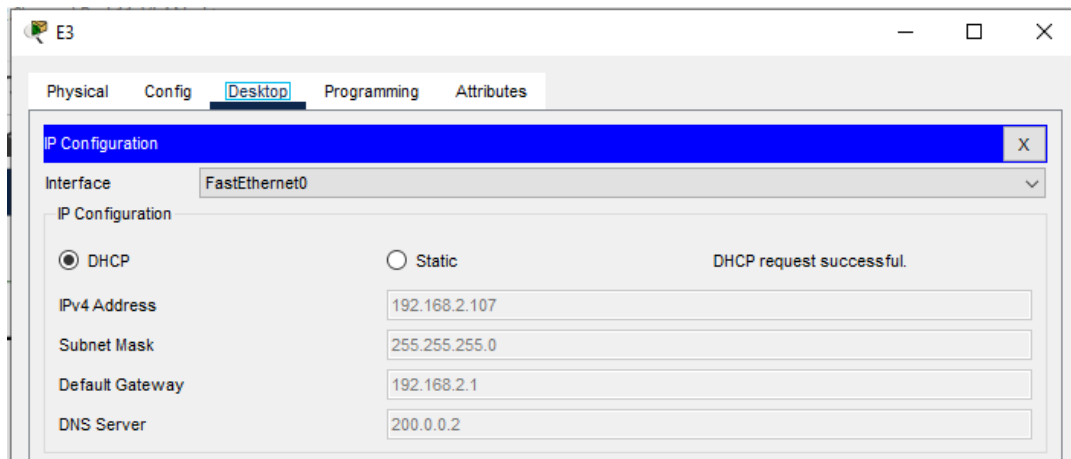 E3
Physical Config Desktop Programming Attributes
IP Configuration X
Interface FastEthernet0
IP Configuration
DHCP Static DHCP request successful.
IPv4 Address 192.168.2.107
Subnet Mask 255.255.255.0
Default Gateway 192.168.2.1
DNS Server 200.0.0.2